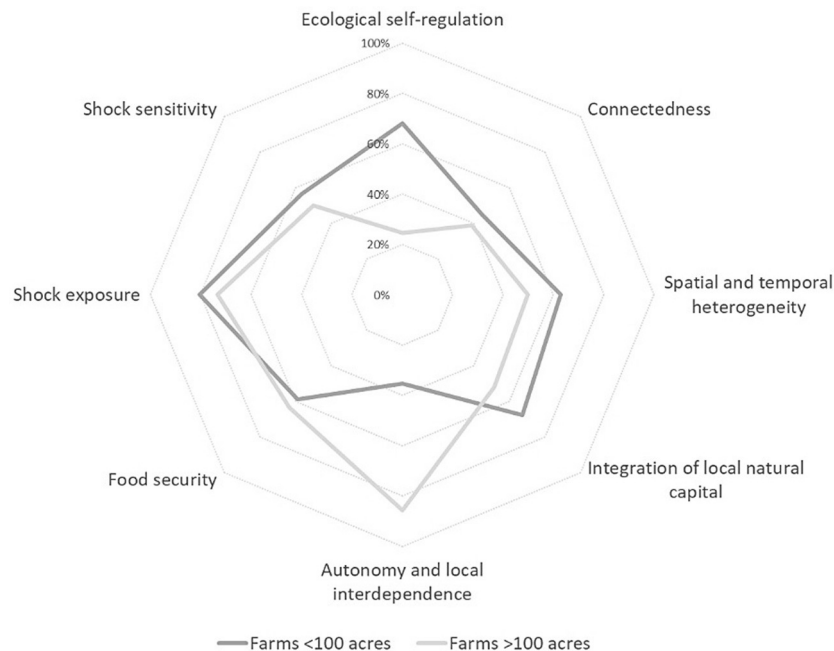 Ecological self-regulation
100%
Shock sensitivity
Connectedness
80%
60%
40%
20%
Shock exposure
0%
Spatial and temporal
heterogeneity
Food security
Integration of local natural
capital
Autonomy and local
interdependence
Farms <100 acres
Farms >100 acres